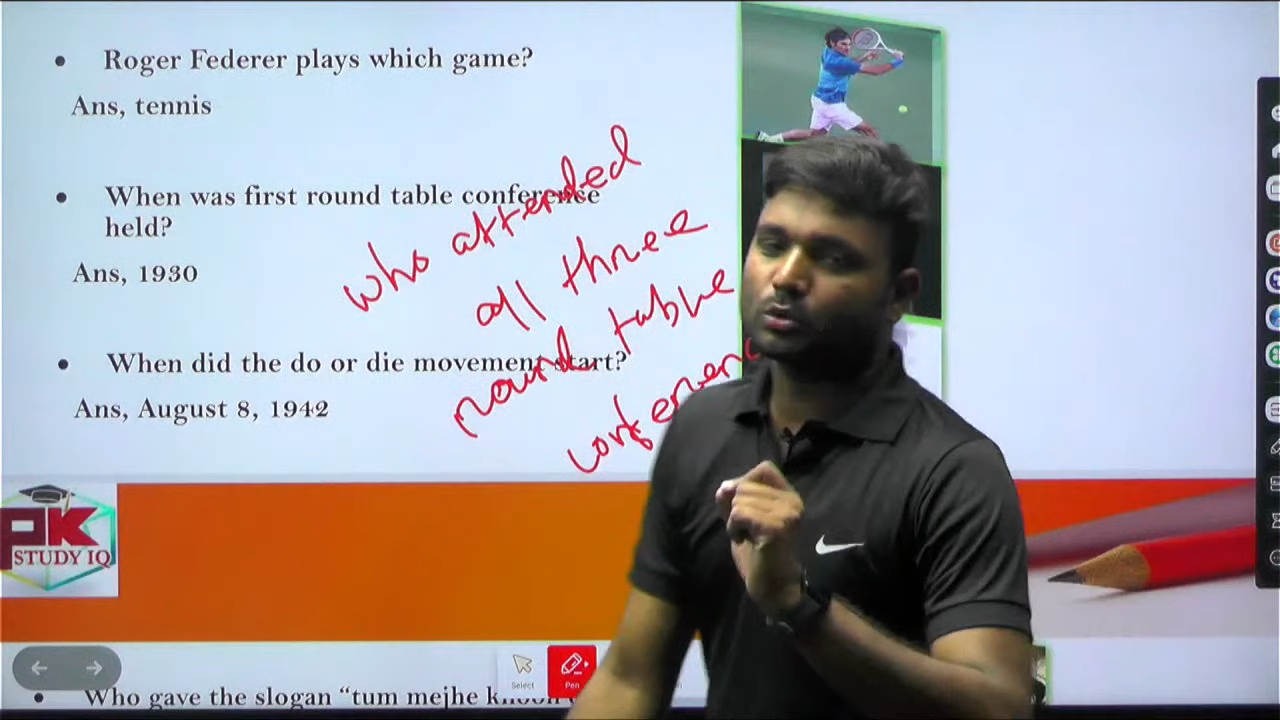 Roger Federer plays which game?
Ans, tennis
When was first round table conference
held?
Ans, 1930
who attended
all three
round table
When did the do or die movement start?
Ans, August 8, 1942
PK
STUDY IQ
Select
Pen
Who gave the slogan “tum mejhe